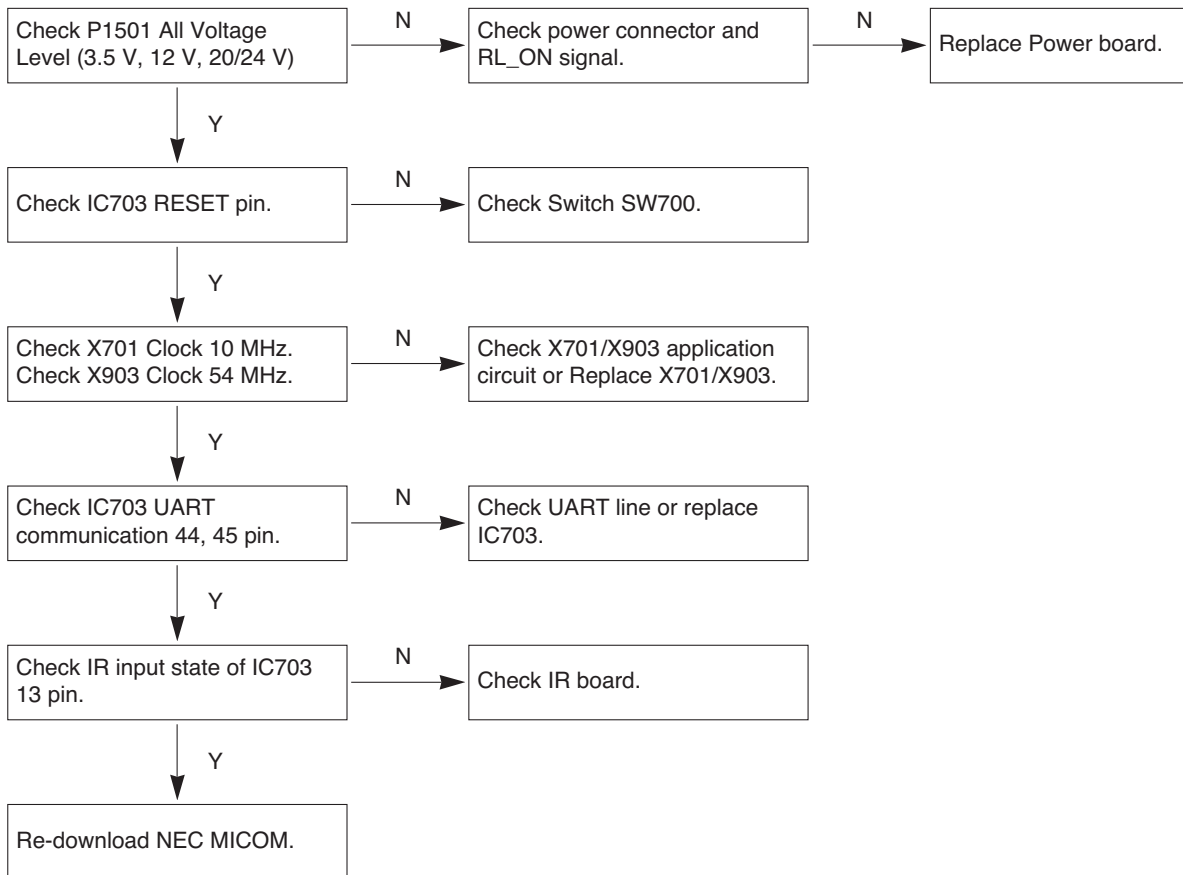 Check P1501 All Voltage
Level (3.5 V, 12 V, 20/24 V)
N
Check power connector and
RL_ON signal.
N
Replace Power board.
Y
Check IC703 RESET pin.
N
Check Switch SW700.
Y
Check X701 Clock 10 MHz.
Check X903 Clock 54 MHz.
N
Check X701/X903 application
circuit or Replace X701/X903.
Y
Check IC703 UART
communication 44, 45 pin.
N
Check UART line or replace
IC703.
Y
Check IR input state of IC703
13 pin.
N
Check IR board.
Y
Re-download NEC MICOM.